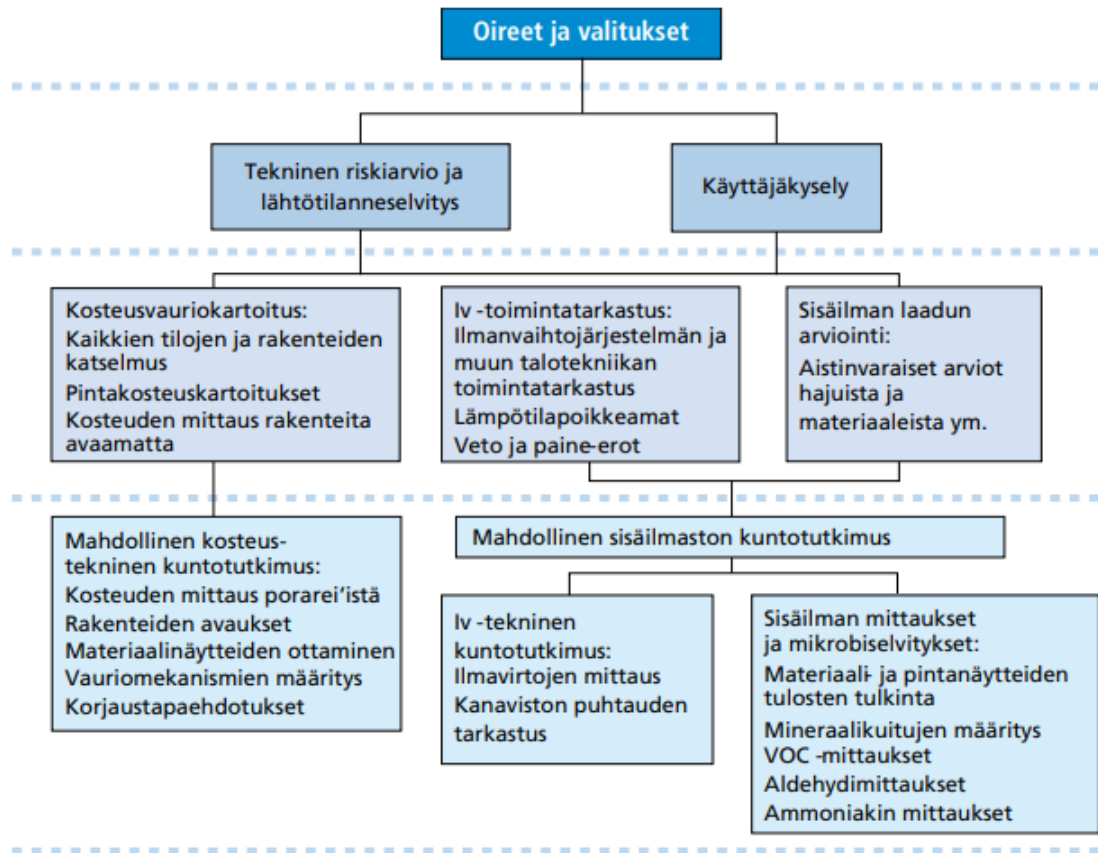 Oireet ja valitukset
Tekninen riskiarvio ja
lähtötilanneselvitys
Käyttäjäkysely
Kosteusvauriokartoitus:
Kaikkien tilojen ja rakenteiden
katselmus
Pintakosteuskartoitukset
Kosteuden mittaus rakenteita
avaamatta
Iv -toimintatarkastus:
Ilmanvaihtojärjestelmän ja
muun talotekniikan
toimintatarkastus
Lämpötilapoikkeamat
Veto ja paine-erot
Sisäilman laadun
arviointi:
Aistinvaraiset arviot
hajuista ja
materiaaleista ym.
Mahdollinen kosteus-
tekninen kuntotutkimus:
Kosteuden mittaus porarei’istä
Rakenteiden avaukset
Materiaalinäytteiden ottaminen
Vauriomekanismien määritys
Korjaustapaehdotukset
Mahdollinen sisäilmaston kuntotutkimus
Iv -tekninen
kuntotutkimus:
Ilmavirtojen mittaus
Kanaviston puhtauden
tarkastus
Sisäilman mittaukset
ja mikrobiselvitykset:
Materiaali- ja pintanäytteiden
tulosten tulkinta
Mineraalikuitujen määritys
VOC -mittaukset
Aldehydimittaukset
Ammoniakin mittaukset